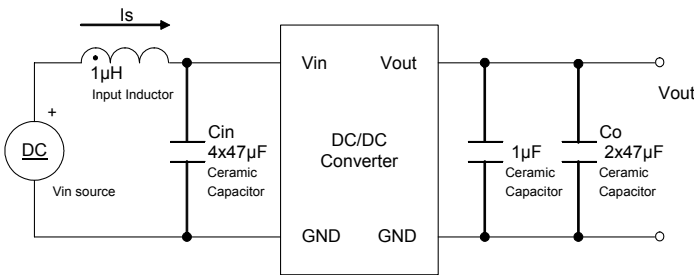 Is
1µH
Input Inductor
+
DC
Vin source
Cin
4x47µF
Ceramic
Capacitor
Vin
Vout
DC/DC
Converter
GND
GND
1µF
Ceramic
Capacitor
Co
2x47µF
Ceramic
Capacitor
Vout